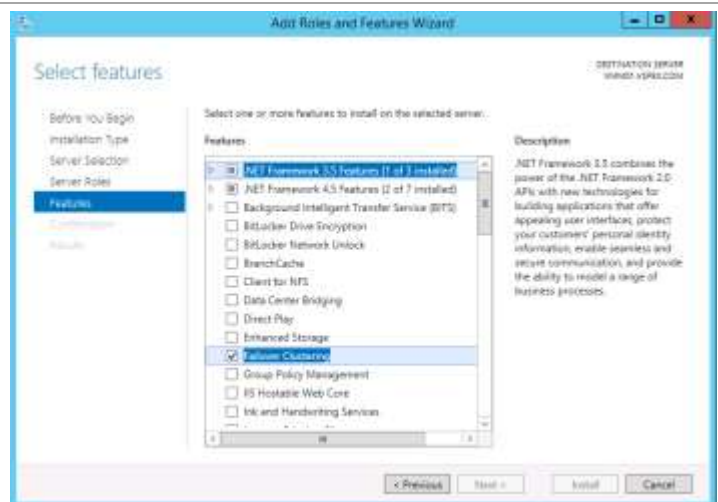 Add Roles and Features Wizard
Select features
DESTINATION SERVER
Before You Begin
Installation Type
Server Selection
Server Roles
Features
Confirmation
Results
Select one or more features to install on the selected server.
Features
.NET Framework 3.5 Features (1 of 3 installed)
.NET Framework 4.5 Features (2 of 7 installed)
Background Intelligent Transfer Service (BITS)
BitLocker Drive Encryption
BitLocker Network Unlock
BranchCache
Client for NFS
Data Center Bridging
Direct Play
Enhanced Storage
Failover Clustering
Group Policy Management
IIS Hostable Web Core
Ink and Handwriting Services
Description
.NET Framework 3.5 combines the
power of the .NET Framework 2.0
APIs with new technologies for
building applications that offer
appealing user interfaces, protect
your customers' personal identity
information, enable seamless and
secure communication, and provide
the ability to model a range of
business processes.
< Previous
Next >
Install
Cancel